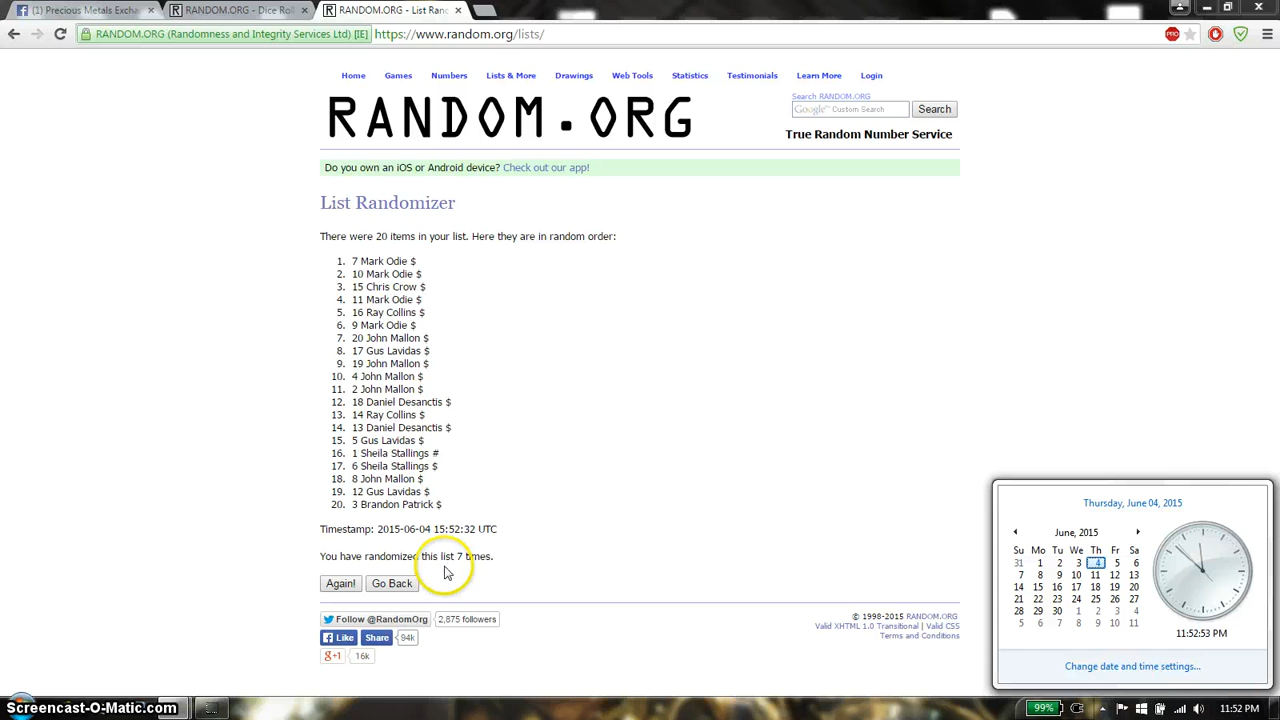 (1) Precious Metals Excha
RANDOM.ORG - Dice Roll
RANDOM.ORG - List Rand
RANDOM.ORG (Randomness and Integrity Services Ltd) [IE] https://www.random.org/lists/
PRO
Home Games Numbers Lists & More Drawings Web Tools Statistics Testimonials Learn More Login
RANDOM.ORG
Search RANDOM.ORG
Google™ Custom Search Search
True Random Number Service
Do you own an iOS or Android device? Check out our app!
List Randomizer
There were 20 items in your list. Here they are in random order:
1. 7 Mark Odie $
2. 10 Mark Odie $
3. 15 Chris Crow $
4. 11 Mark Odie $
5. 16 Ray Collins $
6. 9 Mark Odie $
7. 20 John Mallon $
8. 17 Gus Lavidas $
9. 19 John Mallon $
10. 4 John Mallon $
11. 2 John Mallon $
12. 18 Daniel Desanctis $
13. 14 Ray Collins $
14. 13 Daniel Desanctis $
15. 5 Gus Lavidas $
16. 1 Sheila Stallings #
17. 6 Sheila Stallings $
18. 8 John Mallon $
19. 12 Gus Lavidas $
20. 3 Brandon Patrick $
Timestamp: 2015-06-04 15:52:32 UTC
You have randomized this list 7 times.
Again! Go Back
Follow @RandomOrg 2,875 followers
Like Share 94k
g+1 16k
© 1998-2015 RANDOM.ORG
Valid XHTML 1.0 Transitional | Valid CSS
Terms and Conditions
Thursday, June 04, 2015
June, 2015
Su Mo Tu We Th Fr Sa
31 1 2 3 4 5 6
7 8 9 10 11 12 13
14 15 16 17 18 19 20
21 22 23 24 25 26 27
28 29 30 1 2 3 4
5 6 7 8 9 10 11
11:52:53 PM
Change date and time settings...
Screencast-O-Matic.com
99%
11:52 PM